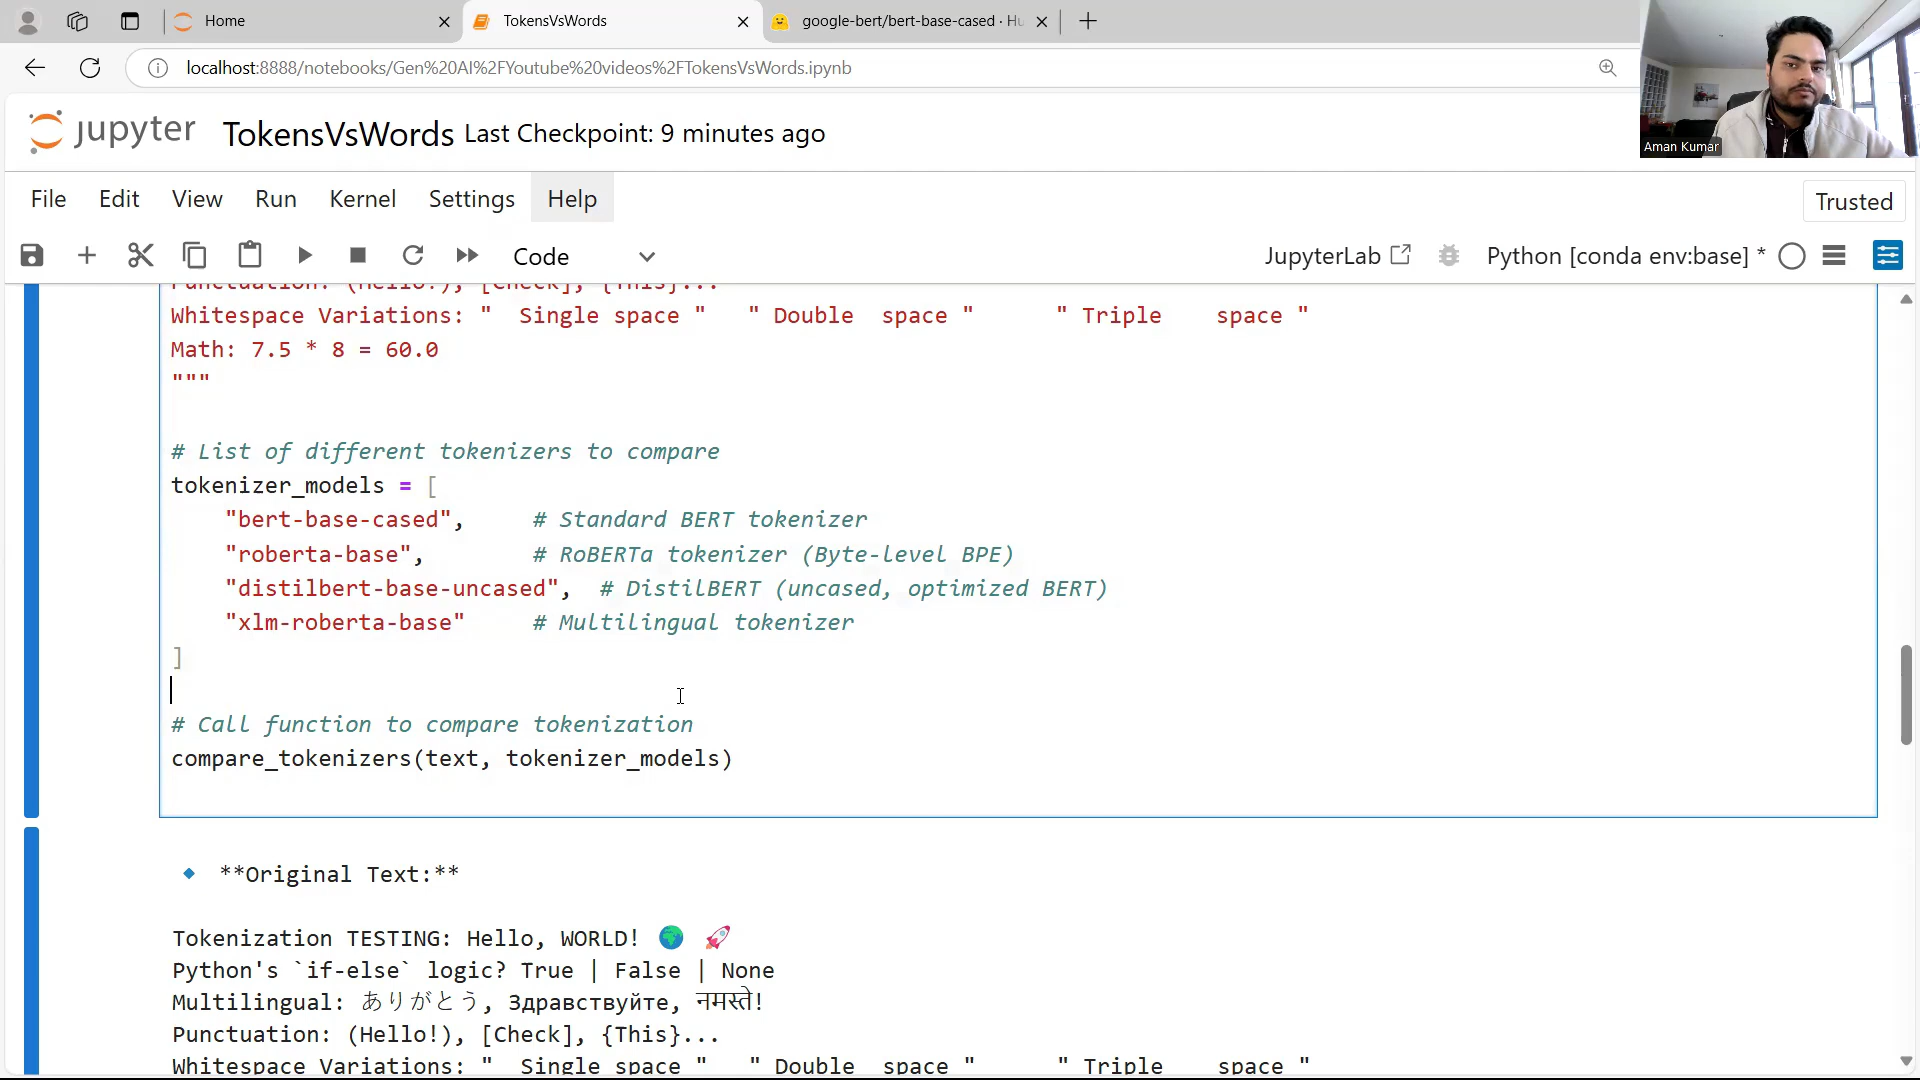 Home
TokensVsWords
google-bert/bert-base-cased · Hu
localhost:8888/notebooks/Gen%20AI%2FYoutube%20videos%2FTokensVsWords.ipynb
Aman Kumar
jupyter TokensVsWords Last Checkpoint: 9 minutes ago
File Edit View Run Kernel Settings Help
Trusted
Code
JupyterLab
Python [conda env:base] *
Punctuation: (Hello!), [Check], {This}...
Whitespace Variations: "  Single space "   " Double  space "      " Triple    space "
Math: 7.5 * 8 = 60.0
"""
# List of different tokenizers to compare
tokenizer_models = [
    "bert-base-cased",     # Standard BERT tokenizer
    "roberta-base",        # RoBERTa tokenizer (Byte-level BPE)
    "distilbert-base-uncased",  # DistilBERT (uncased, optimized BERT)
    "xlm-roberta-base"     # Multilingual tokenizer
]
# Call function to compare tokenization
compare_tokenizers(text, tokenizer_models)
🔹 **Original Text:**
Tokenization TESTING: Hello, WORLD! 🌍 🚀
Python's `if-else` logic? True | False | None
Multilingual: ありがとう, Здравствуйте, नमस्ते!
Punctuation: (Hello!), [Check], {This}...
Whitespace Variations: "  Single space "   " Double  space "      " Triple    space "